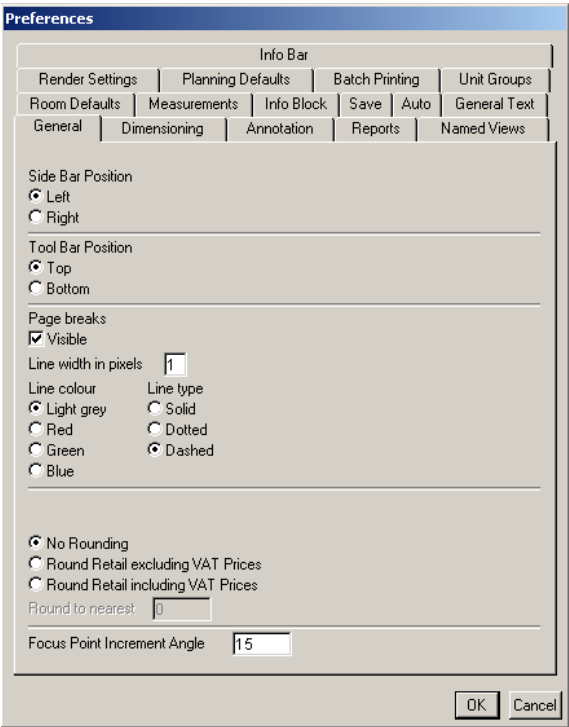 Preferences
Info Bar
Render Settings Planning Defaults Batch Printing Unit Groups
Room Defaults Measurements Info Block Save Auto General Text
General Dimensioning Annotation Reports Named Views
Side Bar Position
Left
Right
Tool Bar Position
Top
Bottom
Page breaks
Visible
Line width in pixels 1
Line colour Line type
Light grey Solid
Red Dotted
Green Dashed
Blue
No Rounding
Round Retail excluding VAT Prices
Round Retail including VAT Prices
Round to nearest 0
Focus Point Increment Angle 15
OK Cancel